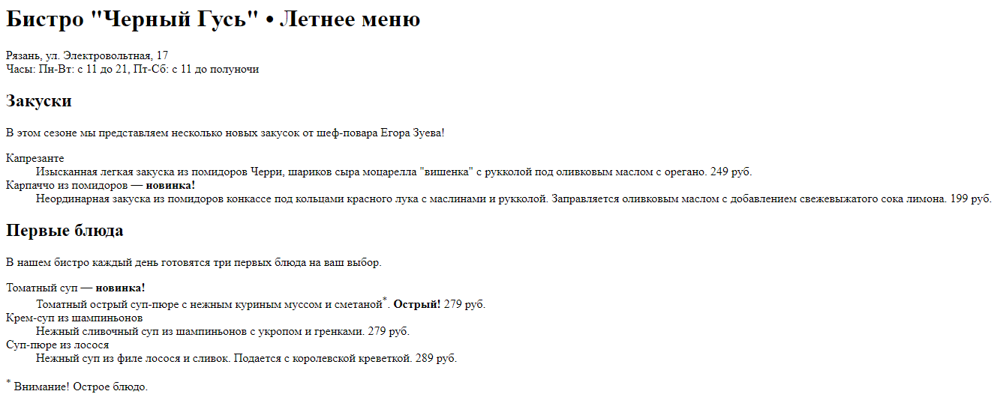 Бистро "Черный Гусь" • Летнее меню
Рязань, ул. Электровольтная, 17
Часы: Пн-Вт: с 11 до 21, Пт-Сб: с 11 до полуночи
Закуски
В этом сезоне мы представляем несколько новых закусок от шеф-повара Егора Зуева!
Капрезанте
Изысканная легкая закуска из помидоров Черри, шариков сыра моцарелла "вишенка" с рукколой под оливковым маслом с орегано. 249 руб.
Карпаччо из помидоров — новинка!
Неординарная закуска из помидоров конкассе под кольцами красного лука с маслинами и рукколой. Заправляется оливковым маслом с добавлением свежевыжатого сока лимона. 199 руб.
Первые блюда
В нашем бистро каждый день готовятся три первых блюда на ваш выбор.
Томатный суп — новинка!
Томатный острый суп-пюре с нежным куриным муссом и сметаной*. Острый! 279 руб.
Крем-суп из шампиньонов
Нежный сливочный суп из шампиньонов с укропом и гренками. 279 руб.
Суп-пюре из лосося
Нежный суп из филе лосося и сливок. Подается с королевской креветкой. 289 руб.
* Внимание! Острое блюдо.